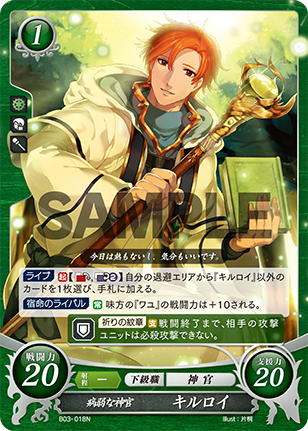 1
SAMPLE
今日は熱もないし、気分もいいです。
ライブ 起 自分の退避エリアから『キルロイ』以外の
カードを1枚選び、手札に加える。
宿命のライバル 常 味方の『ワユ』の戦闘力は+10される。
祈りの紋章 支 戦闘終了まで、相手の攻撃
ユニットは必殺攻撃できない。
戦闘力
20
射程 一 下級職 神官
支援力
20
病弱な神官 キルロイ
B03-018N
Illust:片桐